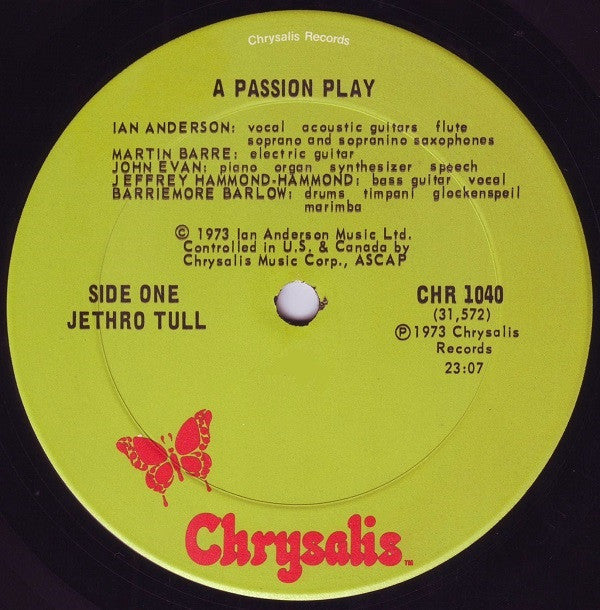 Chrysalis Records
A PASSION PLAY
IAN ANDERSON: vocal acoustic guitars flute
soprano and sopranino saxophones
MARTIN BARRE: electric guitar
JOHN EVAN: piano organ synthesizer speech
JEFFREY HAMMOND-HAMMOND: bass guitar vocal
BARRIEMORE BARLOW: drums timpani glockenspeil
marimba
© 1973 Ian Anderson Music Ltd.
Controlled in U.S. & Canada by
Chrysalis Music Corp., ASCAP
SIDE ONE
JETHRO TULL
CHR 1040
(31,572)
℗ 1973 Chrysalis
Records
23:07
Chrysalis™